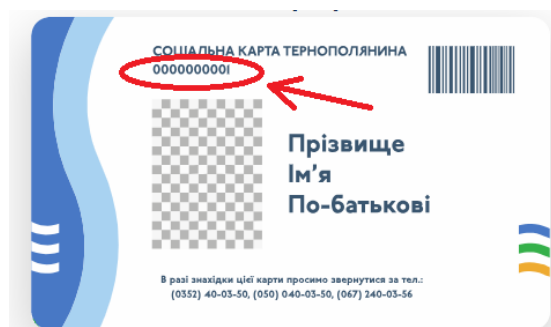 СОЦІАЛЬНА КАРТА ТЕРНОПОЛЯНИНА
0000000001
Прізвище
Ім'я
По-батькові
В разі знахідки цієї карти просимо звернутися за тел.:
(0352) 40-03-50, (050) 040-03-50, (067) 240-03-56